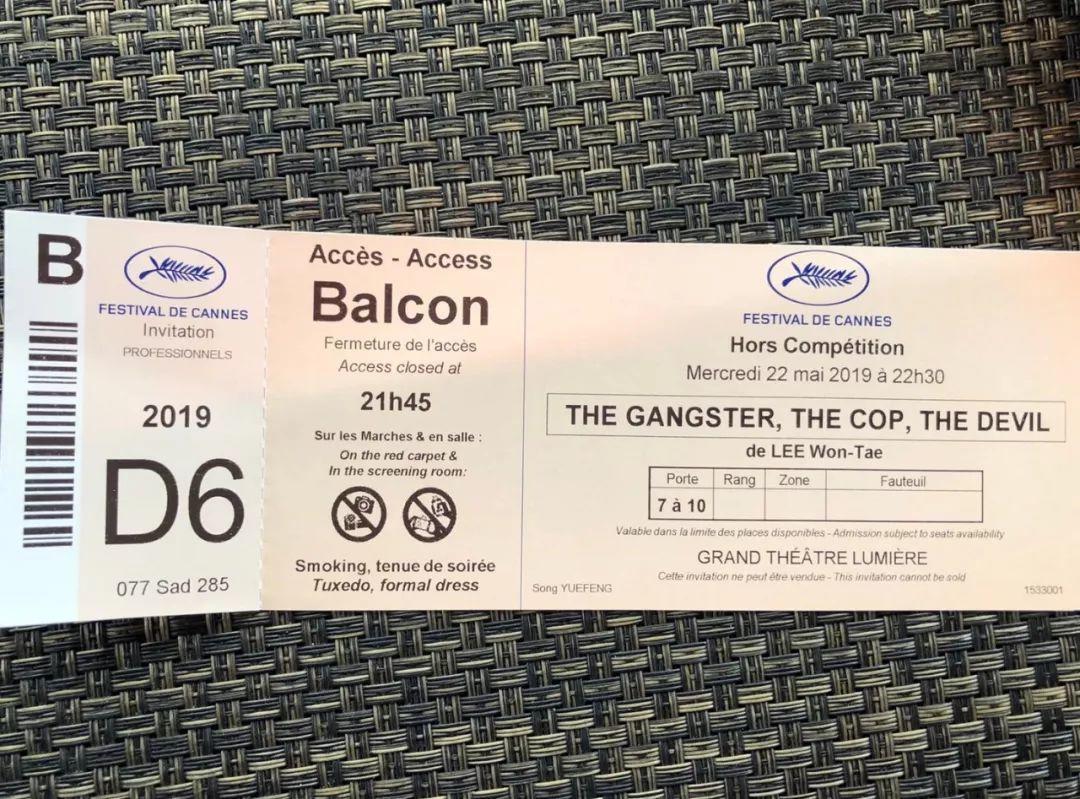 B
FESTIVAL DE CANNES
Invitation
PROFESSIONNELS
2019
D6
077 Sad 285
Accès - Access
Balcon
Fermeture de l'accès
Access closed at
21h45
Sur les Marches & en salle :
On the red carpet &
In the screening room:
Smoking, tenue de soirée
Tuxedo, formal dress
FESTIVAL DE CANNES
Hors Compétition
Mercredi 22 mai 2019 à 22h30
THE GANGSTER, THE COP, THE DEVIL
de LEE Won-Tae
Porte Rang Zone Fauteuil
7 à 10
Valable dans la limite des places disponibles - Admission subject to seats availability
GRAND THÉÂTRE LUMIÈRE
Cette invitation ne peut être vendue - This invitation cannot be sold
Song YUEFENG 1533001